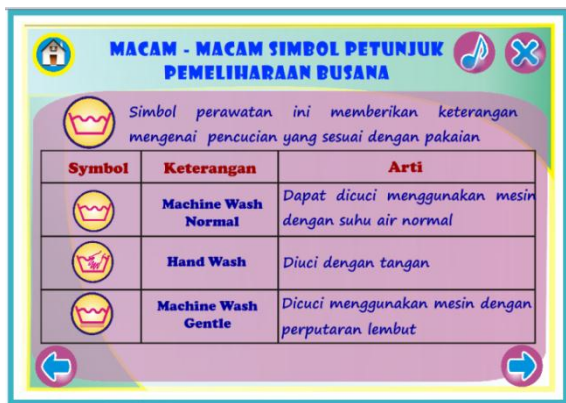 MACAM - MACAM SIMBOL PETUNJUK
PEMELIHARAAN BUSANA
Simbol perawatan ini memberikan keterangan
mengenai pencucian yang sesuai dengan pakaian
Symbol Keterangan Arti
Machine Wash
Normal
Dapat dicuci menggunakan mesin
dengan suhu air normal
Hand Wash
Diuci dengan tangan
Machine Wash
Gentle
Dicuci menggunakan mesin dengan
perputaran lembut